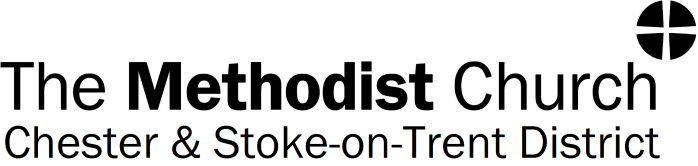 The Methodist Church
Chester & Stoke-on-Trent District